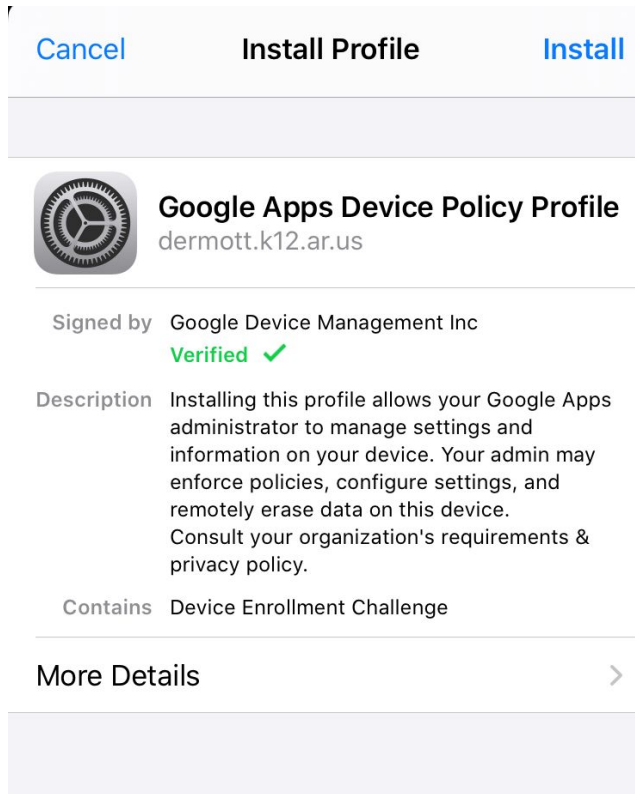 Cancel Install Profile Install
Google Apps Device Policy Profile
dermott.k12.ar.us
Signed by Google Device Management Inc
Verified ✓
Description Installing this profile allows your Google Apps
administrator to manage settings and
information on your device. Your admin may
enforce policies, configure settings, and
remotely erase data on this device.
Consult your organization's requirements &
privacy policy.
Contains Device Enrollment Challenge
More Details